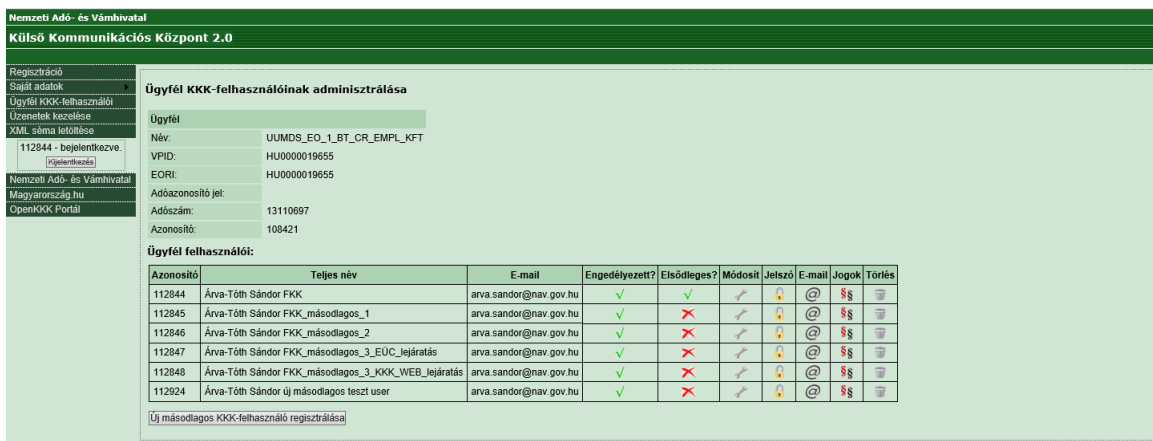 Nemzeti Adó- és Vámhivatal
Külső Kommunikációs Központ 2.0
Regisztráció
Saját adatok
Ügyfél KKK-felhasználói
Üzenetek kezelése
XML séma letöltése
112844 - bejelentkezve.
Kijelentkezés
Nemzeti Adó- és Vámhivatal
Magyarország.hu
OpenKKK Portál
Ügyfél KKK-felhasználóinak adminisztrálása
Ügyfél
Név: UUMDS_EO_1_BT_CR_EMPL_KFT
VPID: HU0000019655
EORI: HU0000019655
Adóazonosító jel:
Adószám: 13110697
Azonosító: 108421
Ügyfél felhasználói:
Azonosító Teljes név E-mail Engedélyezett? Elsődleges? Módosít Jelszó E-mail Jogok Törlés
112844 Árva-Tóth Sándor FKK arva.sandor@nav.gov.hu √ √ @ §§
112845 Árva-Tóth Sándor FKK_másodlagos_1 arva.sandor@nav.gov.hu √ @ §§
112846 Árva-Tóth Sándor FKK_másodlagos_2 arva.sandor@nav.gov.hu √ @ §§
112847 Árva-Tóth Sándor FKK_másodlagos_3_EÜC_lejáratás arva.sandor@nav.gov.hu √ @ §§
112848 Árva-Tóth Sándor FKK_másodlagos_3_KKK_WEB_lejáratás arva.sandor@nav.gov.hu √ @ §§
112924 Árva-Tóth Sándor új másodlagos teszt user arva.sandor@nav.gov.hu √ @ §§
Új másodlagos KKK-felhasználó regisztrálása